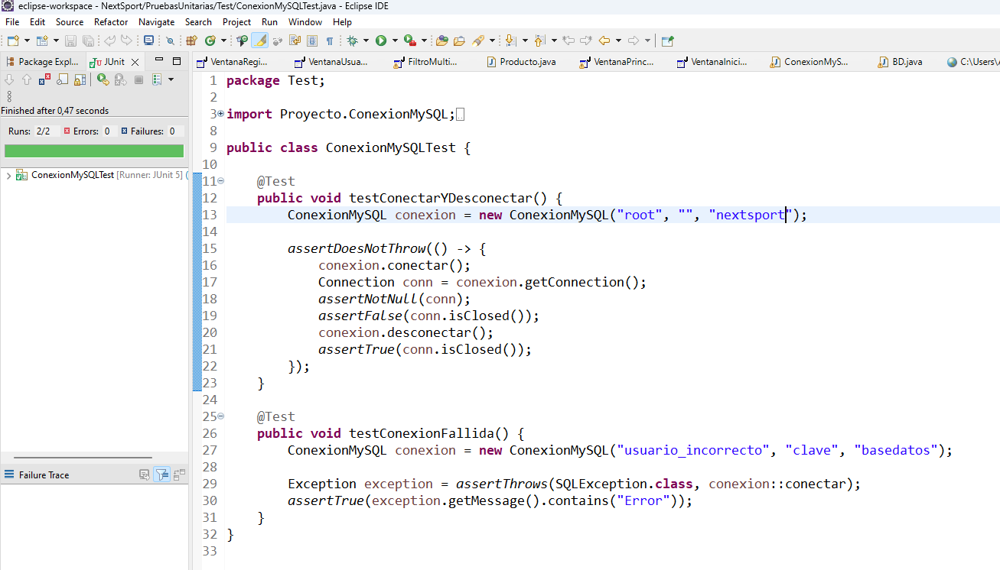 eclipse-workspace - NextSport/PruebasUnitarias/Test/ConexionMySQLTest.java - Eclipse IDE
File Edit Source Refactor Navigate Search Project Run Window Help
Package Expl... JUnit
VentanaRegi... VentanaUsua... FiltroMulti... Producto.java VentanaPrinc... VentanaInici... ConexionMyS... BD.java C:\Users\A
Finished after 0,47 seconds
Runs: 2/2 Errors: 0 Failures: 0
ConexionMySQLTest [Runner: JUnit 5] (
Failure Trace
1 package Test;
2
3 import Proyecto.ConexionMySQL;
8
9 public class ConexionMySQLTest {
10
11 @Test
12 public void testConectarYDesconectar() {
13 ConexionMySQL conexion = new ConexionMySQL("root", "", "nextsport");
14
15 assertDoesNotThrow(() -> {
16 conexion.conectar();
17 Connection conn = conexion.getConnection();
18 assertNotNull(conn);
19 assertFalse(conn.isClosed());
20 conexion.desconectar();
21 assertTrue(conn.isClosed());
22 });
23 }
24
25 @Test
26 public void testConexionFallida() {
27 ConexionMySQL conexion = new ConexionMySQL("usuario_incorrecto", "clave", "basedatos");
28
29 Exception exception = assertThrows(SQLException.class, conexion::conectar);
30 assertTrue(exception.getMessage().contains("Error"));
31 }
32 }
33